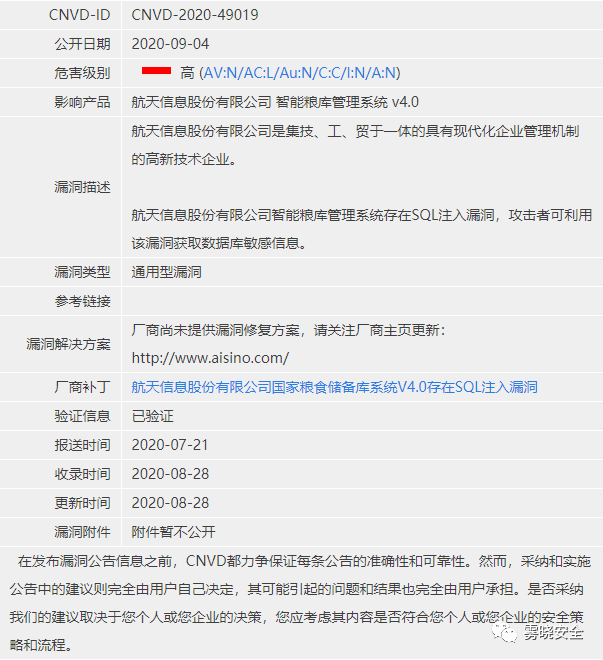 CNVD-ID CNVD-2020-49019
公开日期 2020-09-04
危害级别 高 (AV:N/AC:L/Au:N/C:C/I:N/A:N)
影响产品 航天信息股份有限公司 智能粮库管理系统 v4.0
航天信息股份有限公司是集技、工、贸于一体的具有现代化企业管理机制
的高新技术企业。
漏洞描述
航天信息股份有限公司智能粮库管理系统存在SQL注入漏洞，攻击者可利用
该漏洞获取数据库敏感信息。
漏洞类型 通用型漏洞
参考链接
漏洞解决方案
厂商尚未提供漏洞修复方案，请关注厂商主页更新：
http://www.aisino.com/
厂商补丁 航天信息股份有限公司国家粮食储备库系统V4.0存在SQL注入漏洞
验证信息 已验证
报送时间 2020-07-21
收录时间 2020-08-28
更新时间 2020-08-28
漏洞附件 附件暂不公开
在发布漏洞公告信息之前，CNVD都力争保证每条公告的准确性和可靠性。然而，采纳和实施
公告中的建议则完全由用户自己决定，其可能引起的问题和结果也完全由用户承担。是否采纳
我们的建议取决于您个人或您企业的决策，您应考虑其内容是否符合您个人或您企业的安全策
略和流程。
雾晓安全